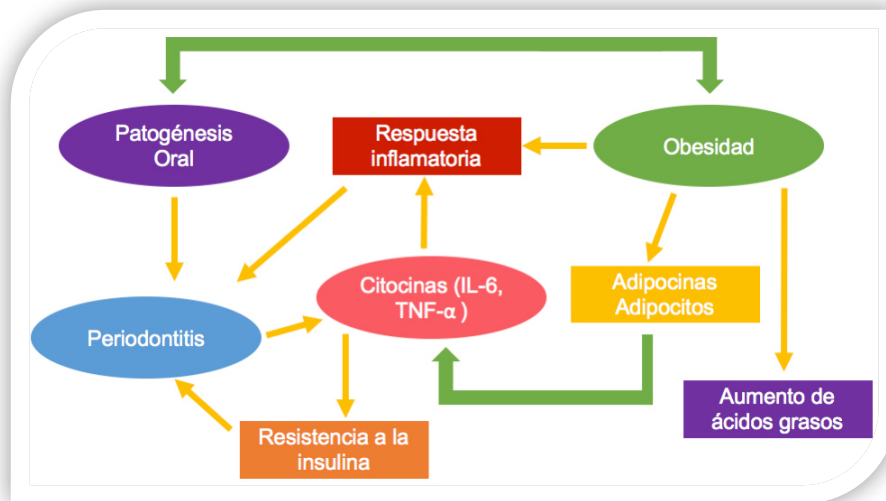 Patogénesis
Oral
Respuesta
inflamatoria
Obesidad
Citocinas (IL-6,
TNF-α )
Adipocinas
Adipocitos
Periodontitis
Aumento de
ácidos grasos
Resistencia a la
insulina